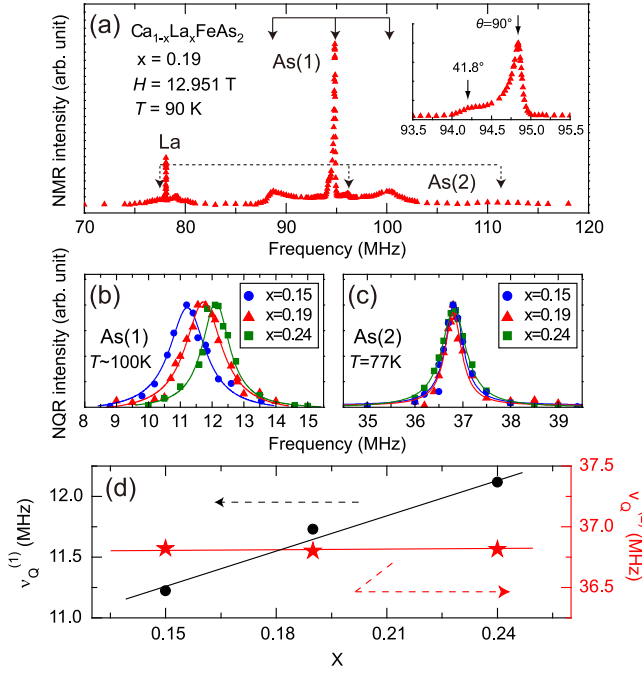 (a)
Ca1-xLaxFeAs2
x = 0.19
H = 12.951 T
T = 90 K
As(1)
θ=90°
41.8°
93.5 94.0 94.5 95.0 95.5
La
As(2)
NMR intensity (arb. unit)
70 80 90 100 110 120
Frequency (MHz)
(b)
x=0.15
x=0.19
x=0.24
As(1)
T~100K
NQR intensity (arb. unit)
8 9 10 11 12 13 14 15
(c)
x=0.15
x=0.19
x=0.24
As(2)
T=77K
35 36 37 38 39
Frequency (MHz)
(d)
12.0
11.5
11.0
νQ(1) (MHz)
37.5
37.0
36.5
(MHz)
0.15 0.18 0.21 0.24
X